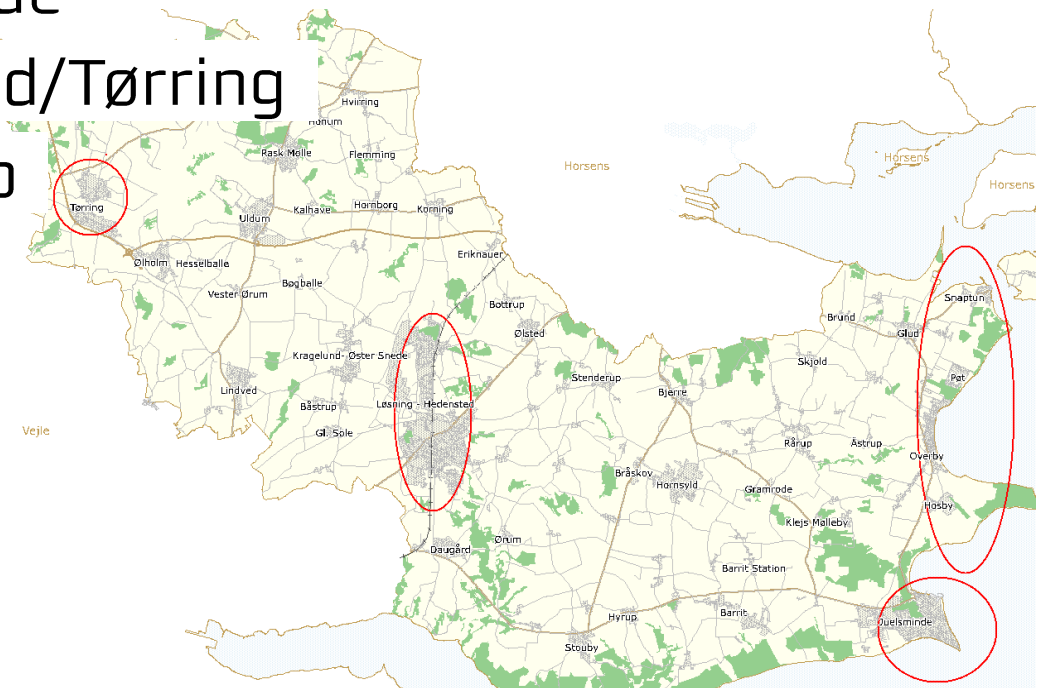 d/Tørring
Hvirring
Rask Mølle
Flemming
Horsens
Horsens
Horsens
Tørring
Uldum
Kalhave
Hornborg
Korning
Ølholm
Hesselballe
Eriknauer
Bøgballe
Vester Ørum
Bottrup
Snaptun
Brund
Glud
Ølsted
Kragelund- Øster Snede
Skjold
Stenderup
Pøt
Bjerre
Lindved
Båstrup
Løsning - Hedensted
Vejle
Gl. Sole
Rårup
Åstrup
Overby
Bråskov
Hornsyld
Gramrode
Hosby
Klejs Mølleby
Daugård
Ørum
Barrit Station
Hyrup
Barrit
Juelsminde
Stouby